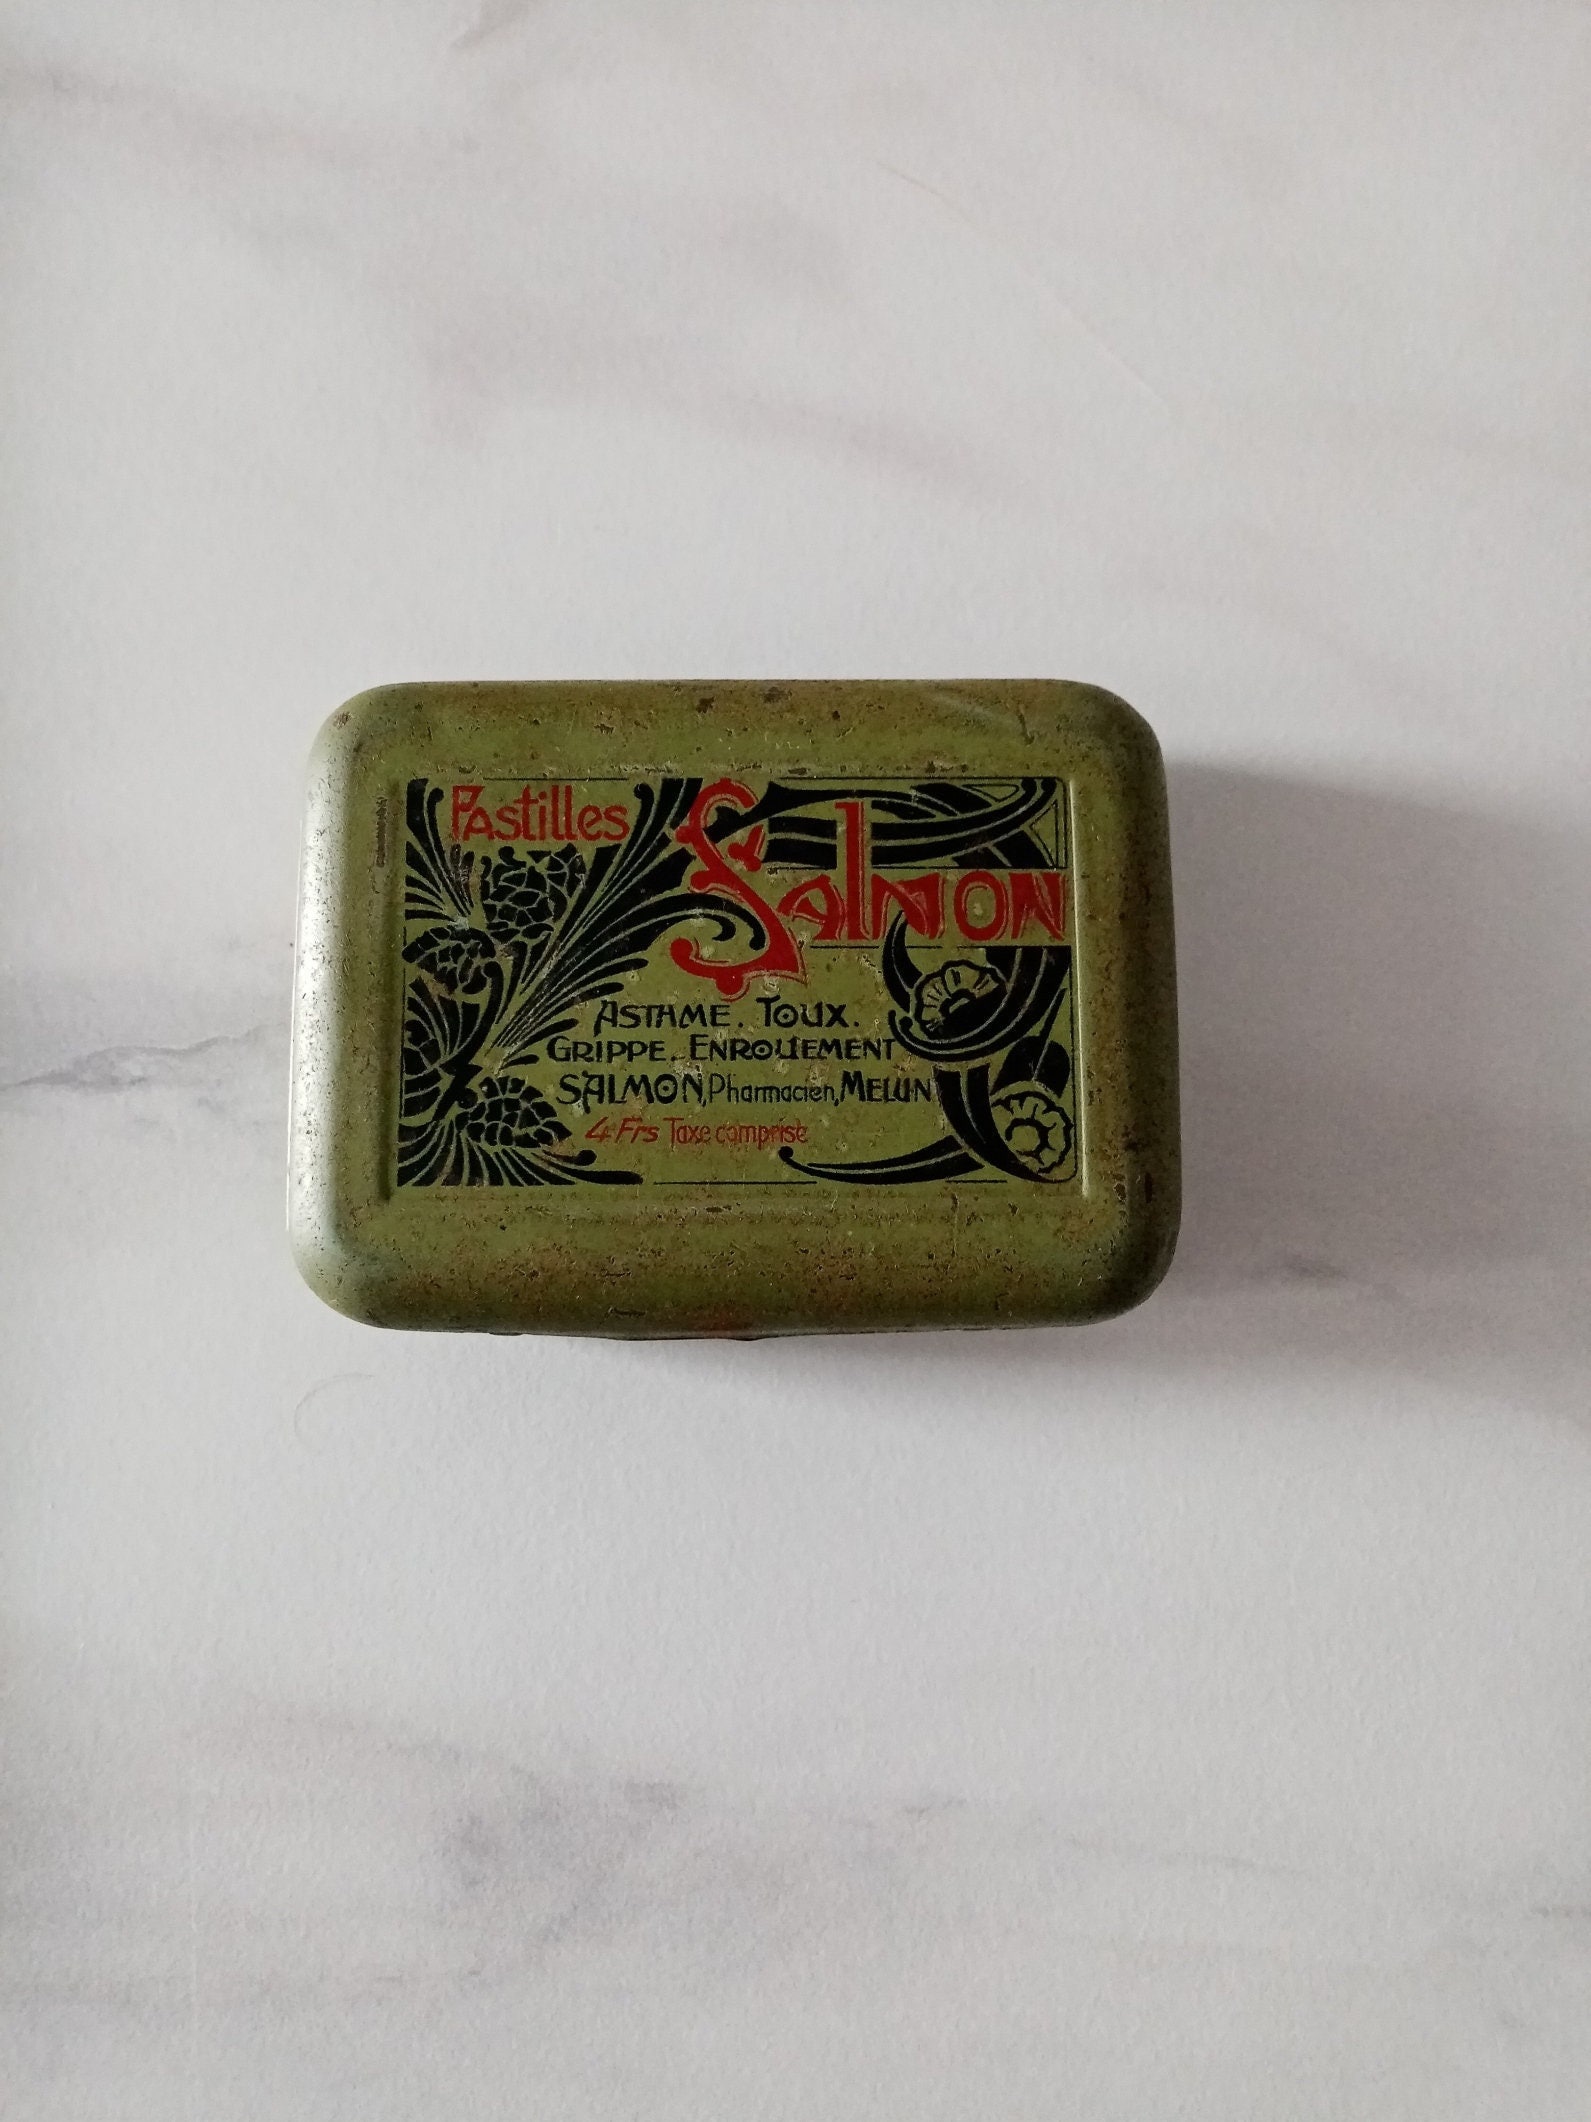 Pastilles Salmon
ASTHME. TOUX.
GRIPPE. ENROUEMENT
SALMON, Pharmacien, MELUN
4 Frs Taxe comprise